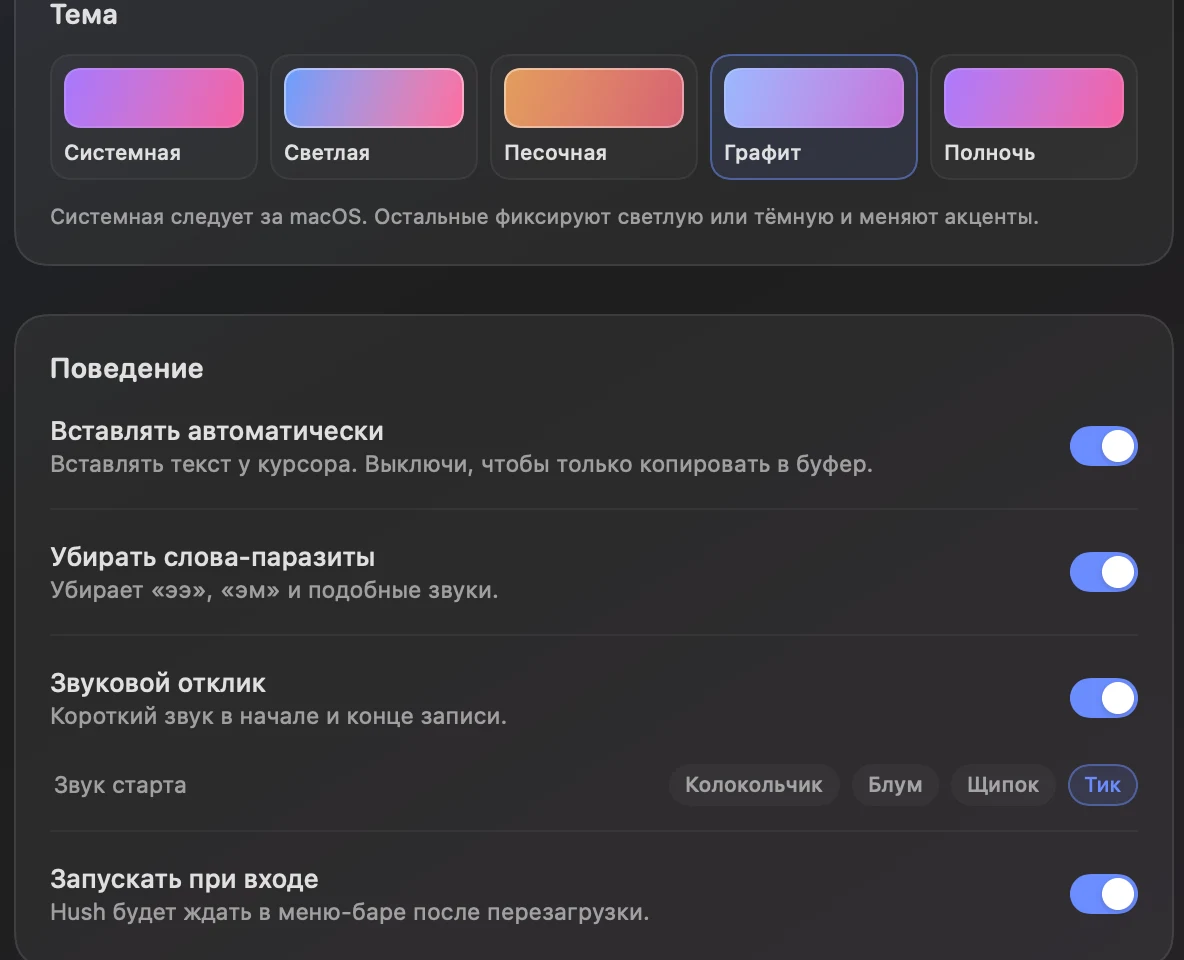 Тема
Системная
Светлая
Песочная
Графит
Полночь
Системная следует за macOS. Остальные фиксируют светлую или тёмную и меняют акценты.
Поведение
Вставлять автоматически
Вставлять текст у курсора. Выключи, чтобы только копировать в буфер.
Убирать слова-паразиты
Убирает «ээ», «эм» и подобные звуки.
Звуковой отклик
Короткий звук в начале и конце записи.
Звук старта
Колокольчик
Блум
Щипок
Тик
Запускать при входе
Hush будет ждать в меню-баре после перезагрузки.